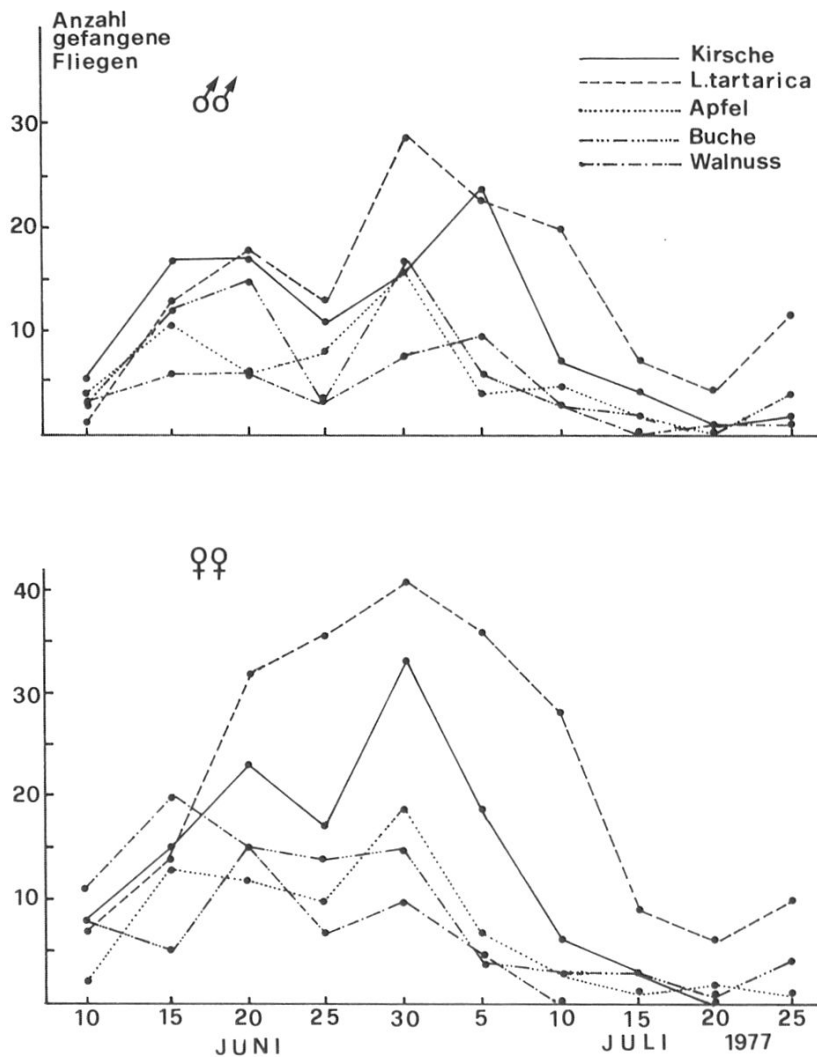 Anzahl
gefangene
Fliegen
♂♂
Kirsche
L.tartarica
Apfel
Buche
Walnuss
30
20
10
♀♀
40
30
20
10
10 15 20 25 30 5 10 15 20 25
JUNI JULI 1977